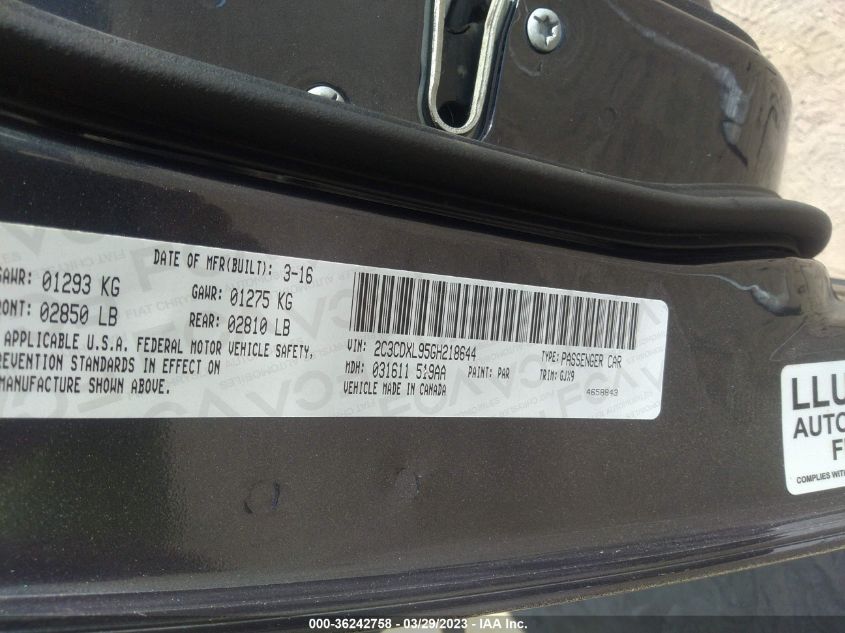 DATE OF MFR(BUILT): 3-16
GAWR: 01293 KG
GAWR: 01275 KG
FRONT: 02850 LB
REAR: 02810 LB
APPLICABLE U.S.A. FEDERAL MOTOR VEHICLE SAFETY,
PREVENTION STANDARDS IN EFFECT ON
MANUFACTURE SHOWN ABOVE.
VIN: 2C3CDXL95GH218644
TYPE: PASSENGER CAR
MDH: 031611 519AA
PAINT: PAR
TRIM: GJX9
VEHICLE MADE IN CANADA
4658843
LLU
AUTO
F
COMPLIES WITH
000-36242758 - 03/29/2023 - IAA Inc.